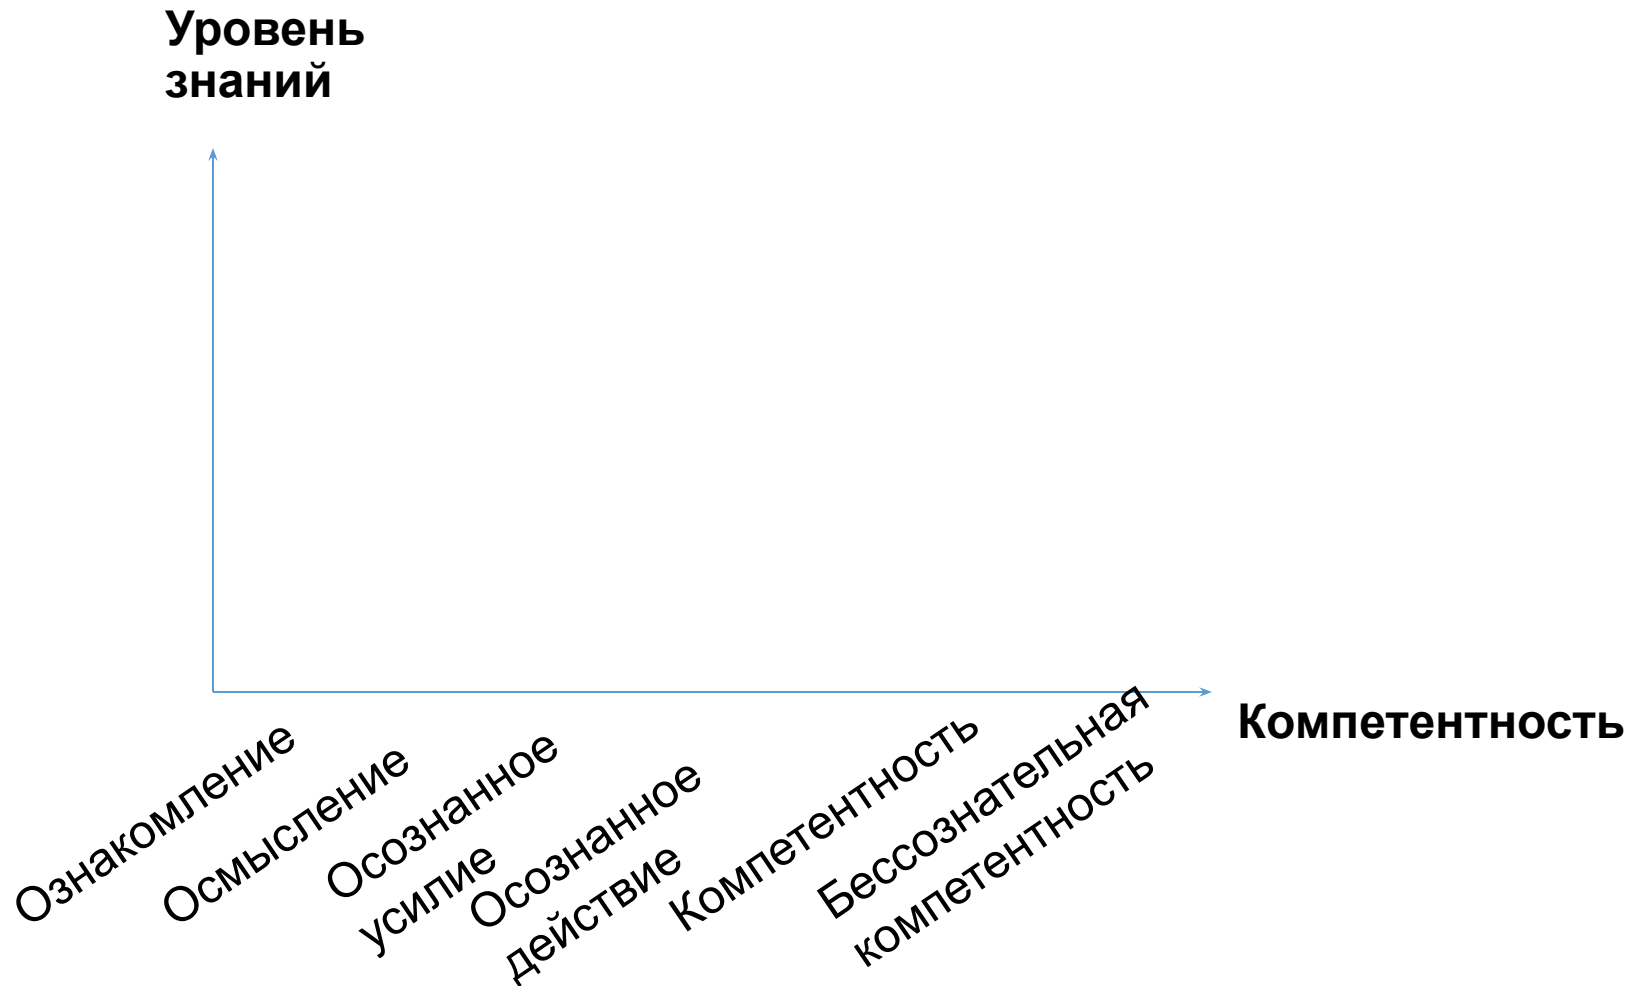 Уровень
знаний
Компетентность
Ознакомление
Осмысление
Осознанное
усилие
Осознанное
действие
Компетентность
Бессознательная
компетентность